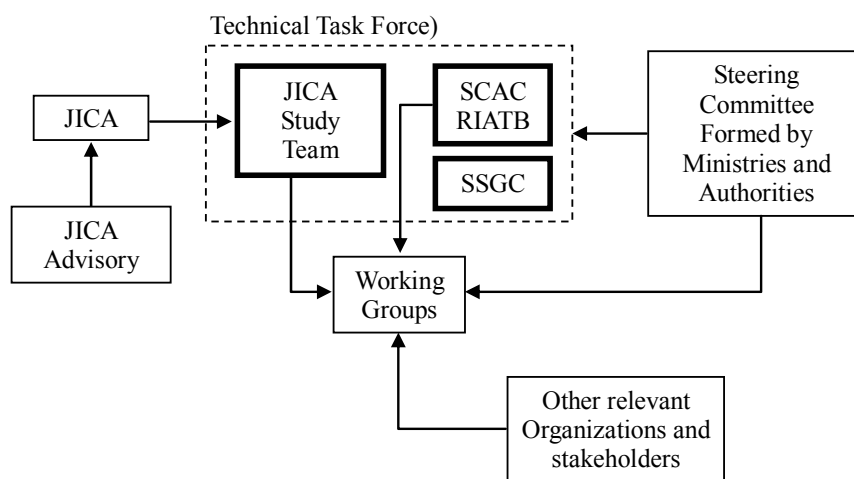 Technical Task Force)
JICA
Study
Team
SCAC
RIATB
SSGC
Steering
Committee
Formed by
Ministries and
Authorities
JICA
JICA
Advisory
Working
Groups
Other relevant
Organizations and
stakeholders